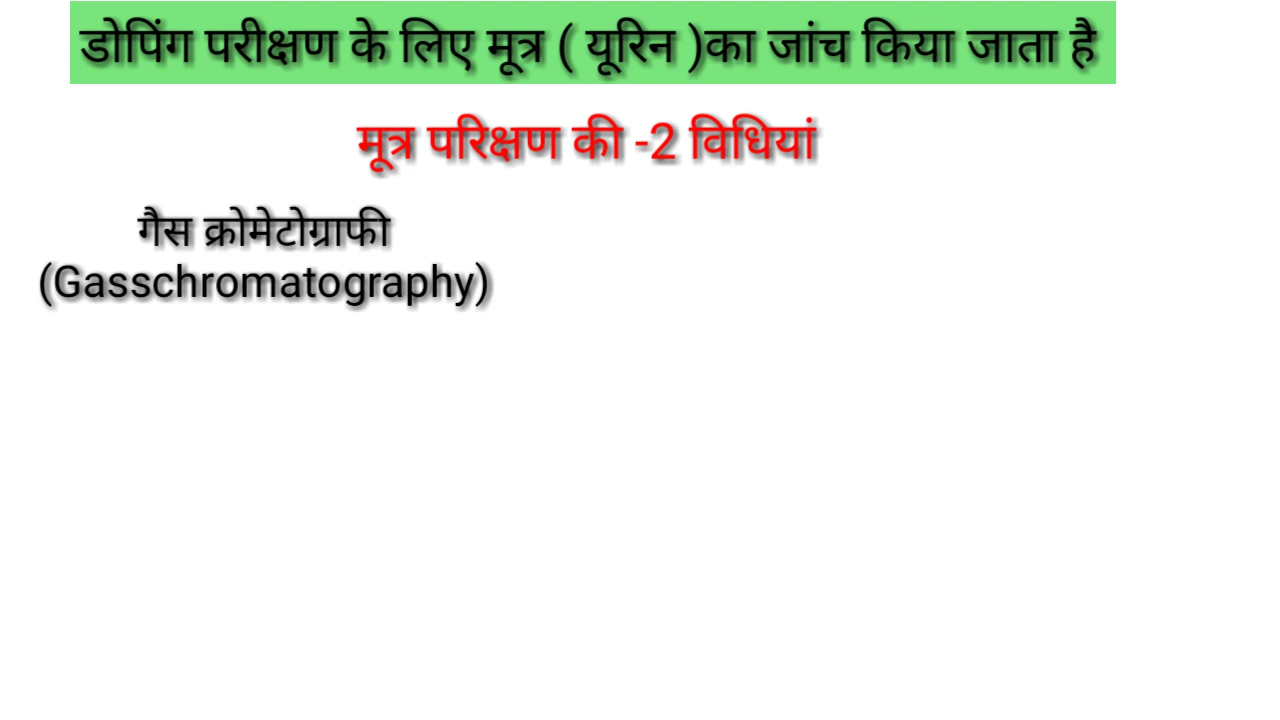 डोपिंग परीक्षण के लिए मूत्र ( यूरिन )का जांच किया जाता है
मूत्र परिक्षण की -2 विधियां
गैस क्रोमेटोग्राफी
(Gasschromatography)